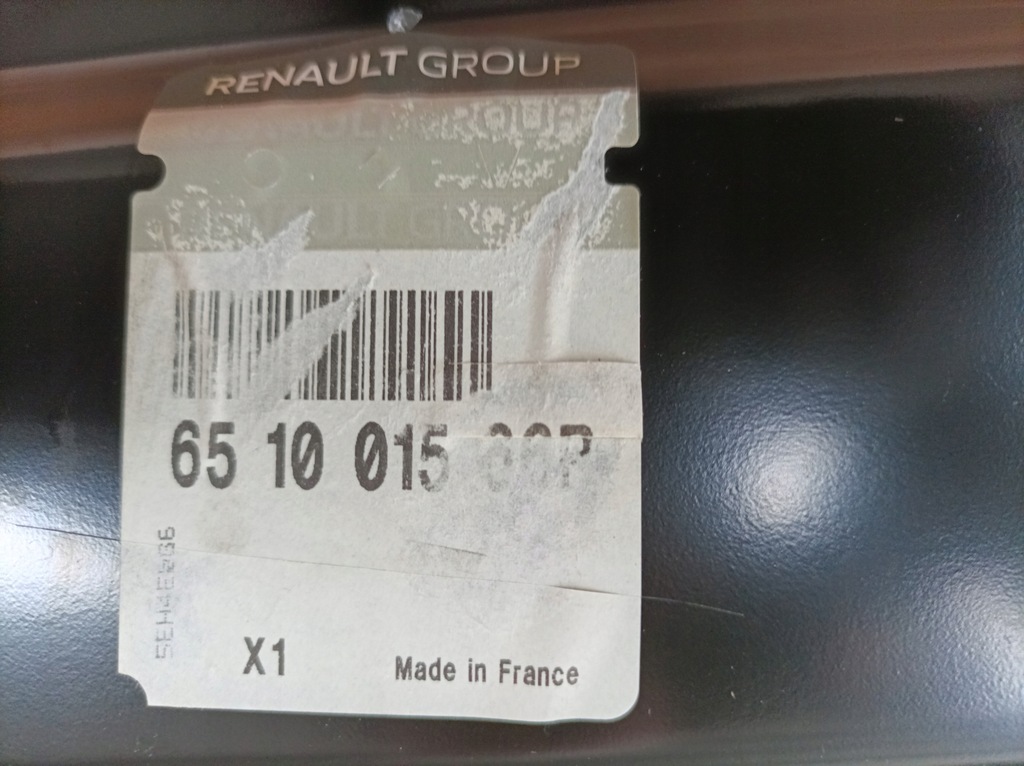 RENAULT GROUP
65 10 015
X1
Made in France